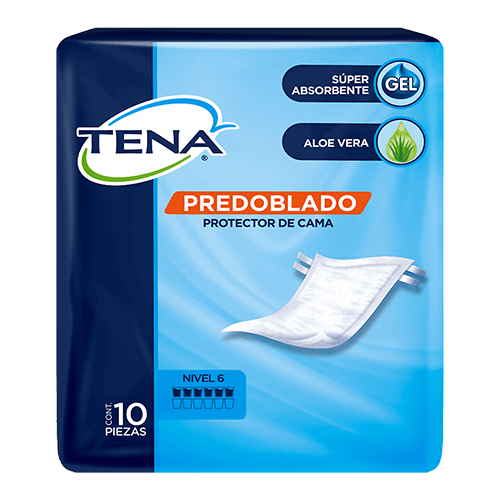 TENA®
SÚPER
ABSORBENTE
GEL
ALOE VERA
PREDOBLADO
PROTECTOR DE CAMA
NIVEL 6
CONT. 10
PIEZAS